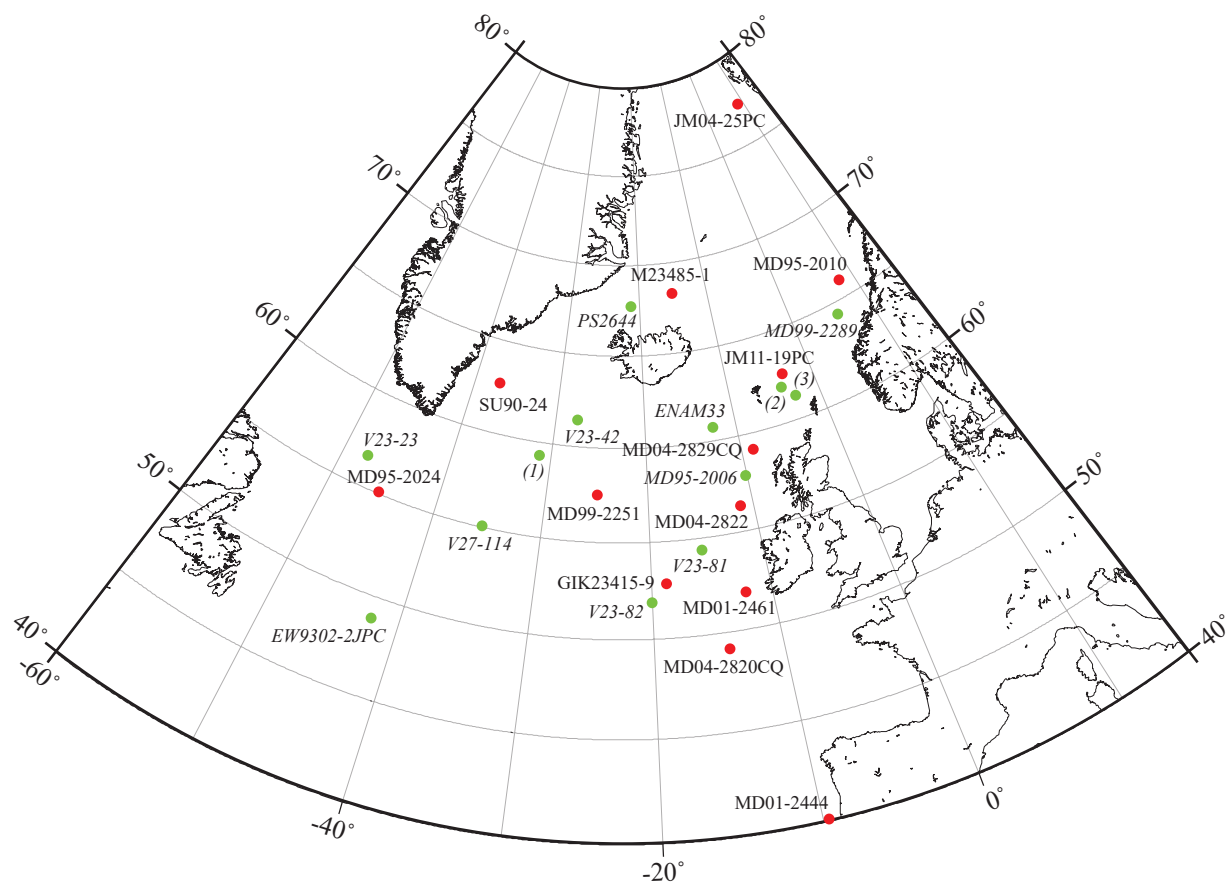 80°
80°
JM04-25PC
70°
70°
MD95-2010
M23485-1
PS2644
MD99-2289
60°
60°
JM11-19PC
(3)
(2)
SU90-24
ENAM33
V23-42
V23-23
MD04-2829CQ
(1)
MD95-2006
MD95-2024
50°
50°
MD99-2251
MD04-2822
V27-114
V23-81
GIK23415-9
V23-82
MD01-2461
EW9302-2JPC
40°
40°
-60°
MD04-2820CQ
MD01-2444
0°
-40°
-20°